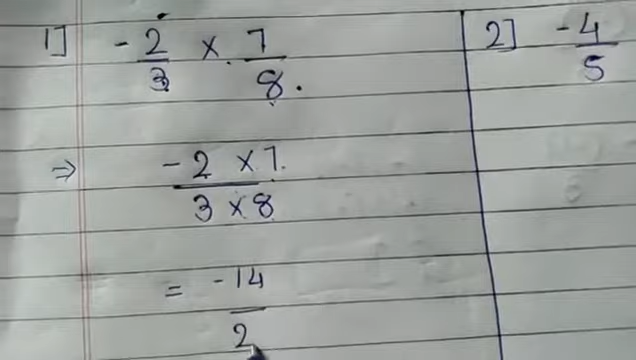 1] -2/3 × 7/8.
⇒ -2 × 7 / 3 × 8
= -14 / 2
2] -4/5